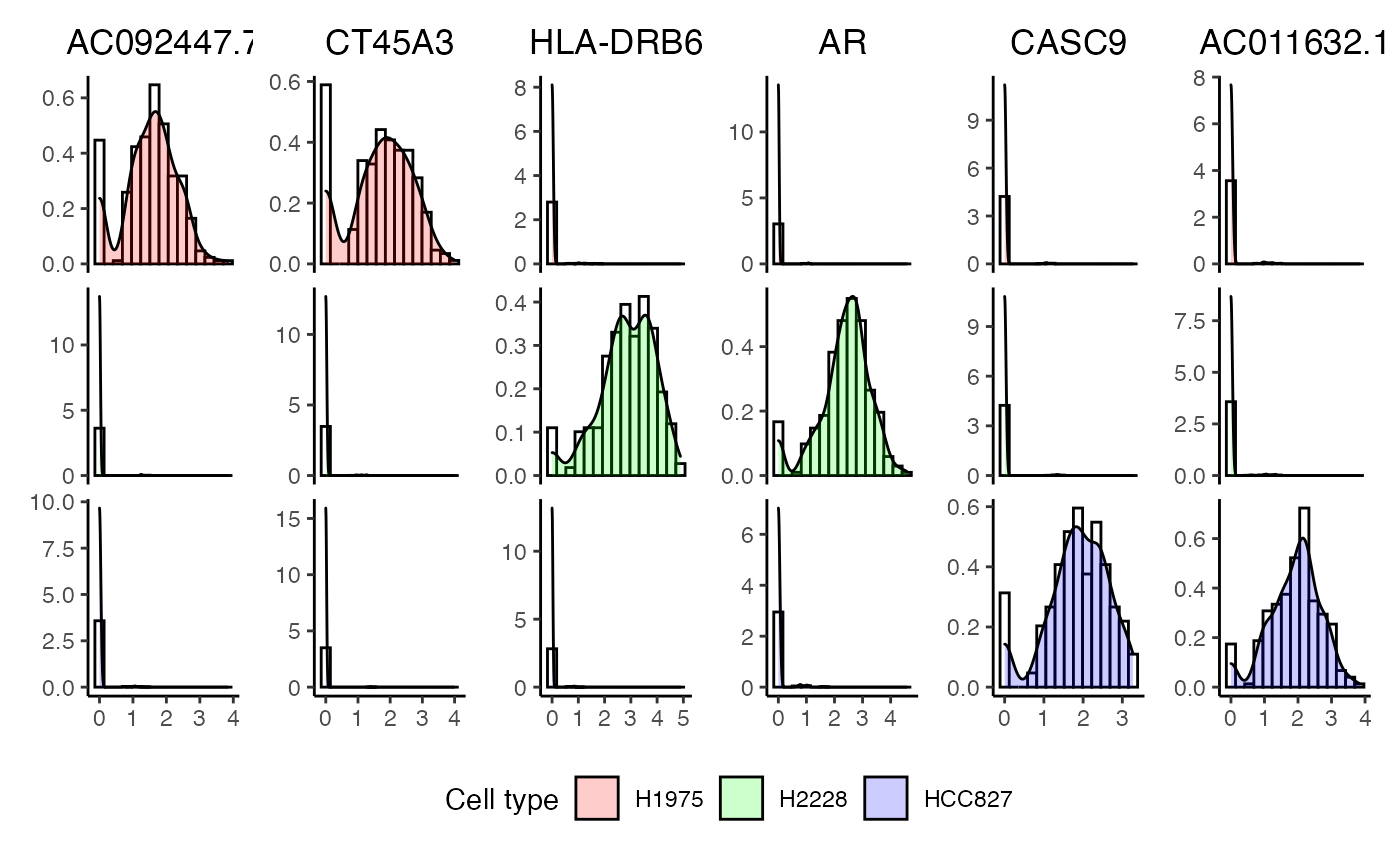 AC092447.7 CT45A3 HLA-DRB6 AR CASC9 AC011632.1
0.6 0.4 0.2 0.0 0.6 0.4 0.2 0.0 8 6 4 2 0 10 5 0 9 6 3 0 8 6 4 2 0
10 5 0 10 5 0 0.4 0.3 0.2 0.1 0.0 0.4 0.2 0.0 9 6 3 0 7.5 5.0 2.5 0.0
10.0 7.5 5.0 2.5 0.0 15 10 5 0 10 5 0 6 4 2 0 0.6 0.4 0.2 0.0 0.6 0.4 0.2 0.0
0 1 2 3 4 0 1 2 3 4 0 1 2 3 4 5 0 1 2 3 4 0 1 2 3 0 1 2 3 4
Cell type H1975 H2228 HCC827